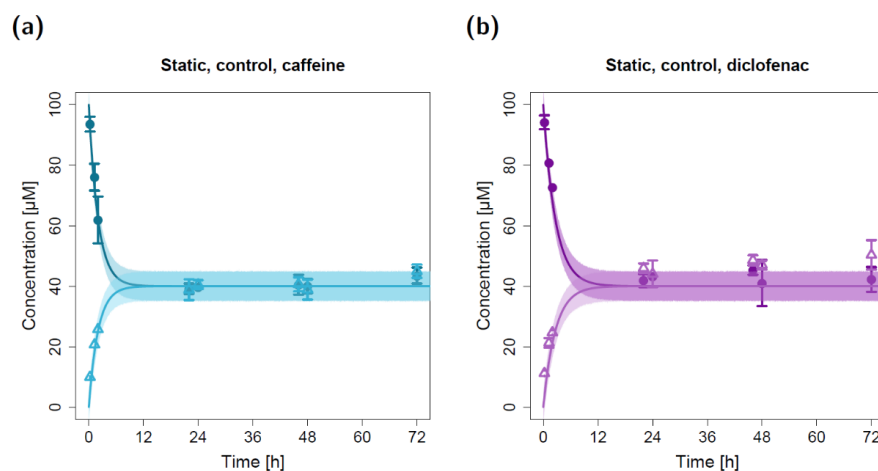 (a)
Static, control, caffeine
Concentration [µM]
0
20
40
60
80
100
0 12 24 36 48 60 72
Time [h]
(b)
Static, control, diclofenac
Concentration [µM]
0
20
40
60
80
100
0 12 24 36 48 60 72
Time [h]